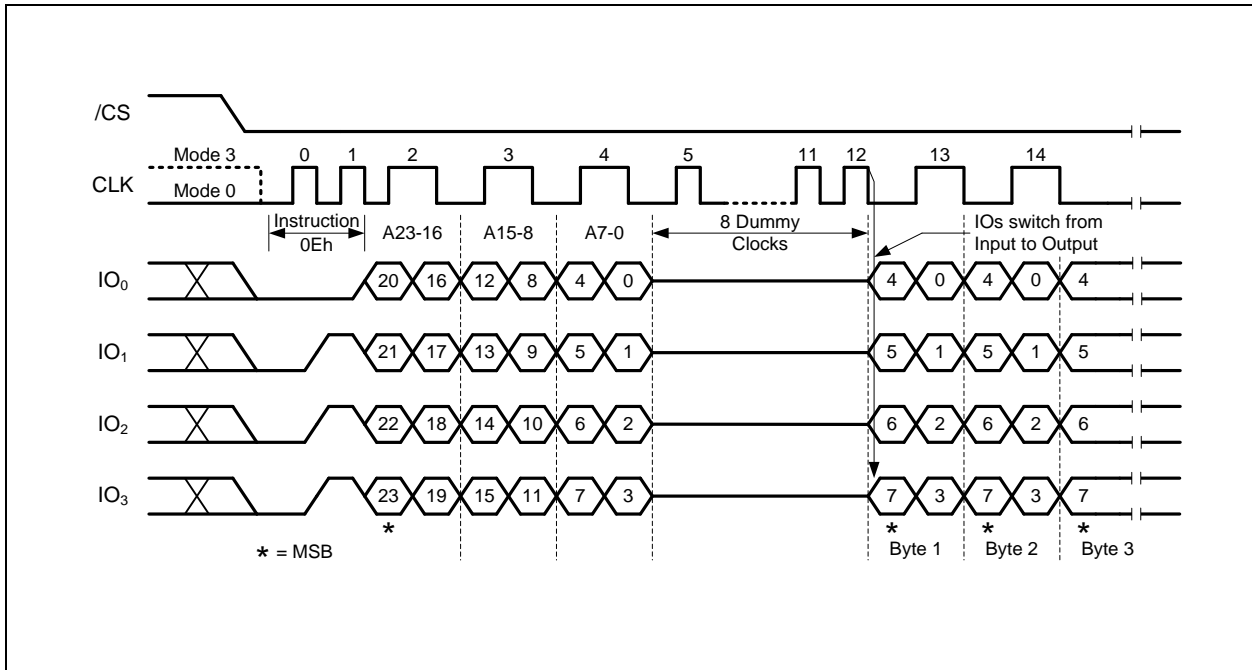 /CS
Mode 3 0 1 2 3 4 5 11 12 13 14
CLK
Mode 0
Instruction 8 Dummy IOs switch from
0Eh A23-16 A15-8 A7-0 Clocks Input to Output
IO0 20 16 12 8 4 0 4 0 4 0 4
IO1 21 17 13 9 5 1 5 1 5 1 5
IO2 22 18 14 10 6 2 6 2 6 2 6
IO3 23 19 15 11 7 3 7 3 7 3 7
* * * *
* = MSB Byte 1 Byte 2 Byte 3